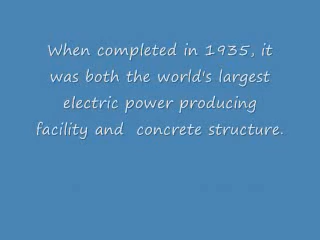 When completed in 1935, it
was both the world's largest
electric power producing
facility and  concrete structure.